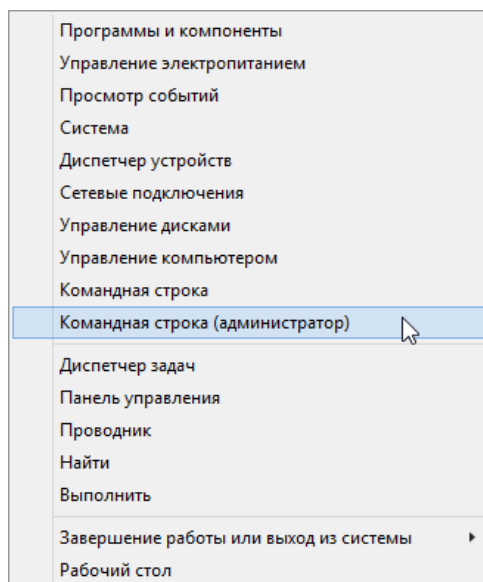 Программы и компоненты
Управление электропитанием
Просмотр событий
Система
Диспетчер устройств
Сетевые подключения
Управление дисками
Управление компьютером
Командная строка
Командная строка (администратор)
Диспетчер задач
Панель управления
Проводник
Найти
Выполнить
Завершение работы или выход из системы
Рабочий стол